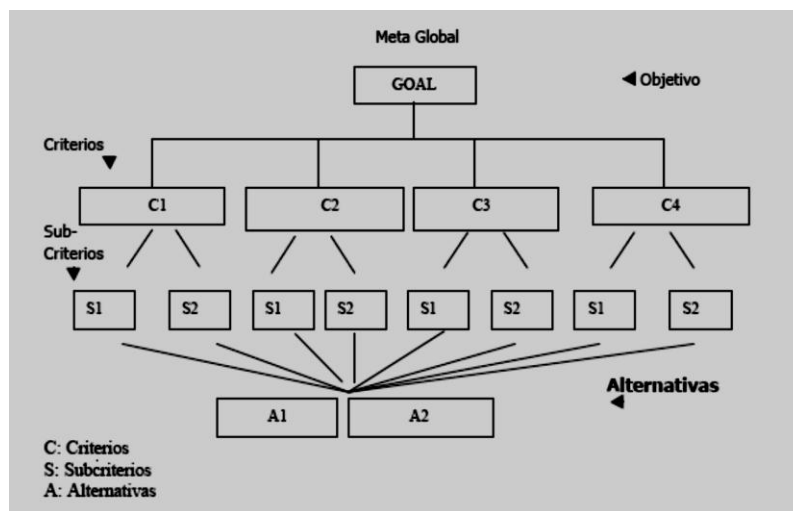 Meta Global
GOAL
Objetivo
Criterios
C1 C2 C3 C4
Sub-
Criterios
S1 S2 S1 S2 S1 S2 S1 S2
Alternativas
A1 A2
C: Criterios
S: Subcriterios
A: Alternativas